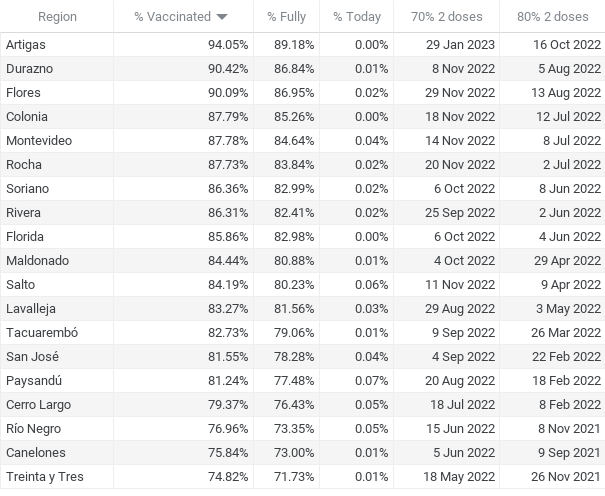 Region % Vaccinated % Fully % Today 70% 2 doses 80% 2 doses
Artigas 94.05% 89.18% 0.00% 29 Jan 2023 16 Oct 2022
Durazno 90.42% 86.84% 0.01% 8 Nov 2022 5 Aug 2022
Flores 90.09% 86.95% 0.02% 29 Nov 2022 13 Aug 2022
Colonia 87.79% 85.26% 0.00% 18 Nov 2022 12 Jul 2022
Montevideo 87.78% 84.64% 0.04% 14 Nov 2022 8 Jul 2022
Rocha 87.73% 83.84% 0.02% 20 Nov 2022 2 Jul 2022
Soriano 86.36% 82.99% 0.02% 6 Oct 2022 8 Jun 2022
Rivera 86.31% 82.41% 0.02% 25 Sep 2022 2 Jun 2022
Florida 85.86% 82.98% 0.00% 6 Oct 2022 4 Jun 2022
Maldonado 84.44% 80.88% 0.01% 4 Oct 2022 29 Apr 2022
Salto 84.19% 80.23% 0.06% 11 Nov 2022 9 Apr 2022
Lavalleja 83.27% 81.56% 0.03% 29 Aug 2022 3 May 2022
Tacuarembó 82.73% 79.06% 0.01% 9 Sep 2022 26 Mar 2022
San José 81.55% 78.28% 0.04% 4 Sep 2022 22 Feb 2022
Paysandú 81.24% 77.48% 0.07% 20 Aug 2022 18 Feb 2022
Cerro Largo 79.37% 76.43% 0.05% 18 Jul 2022 8 Feb 2022
Río Negro 76.96% 73.35% 0.05% 15 Jun 2022 8 Nov 2021
Canelones 75.84% 73.00% 0.01% 5 Jun 2022 9 Sep 2021
Treinta y Tres 74.82% 71.73% 0.01% 18 May 2022 26 Nov 2021